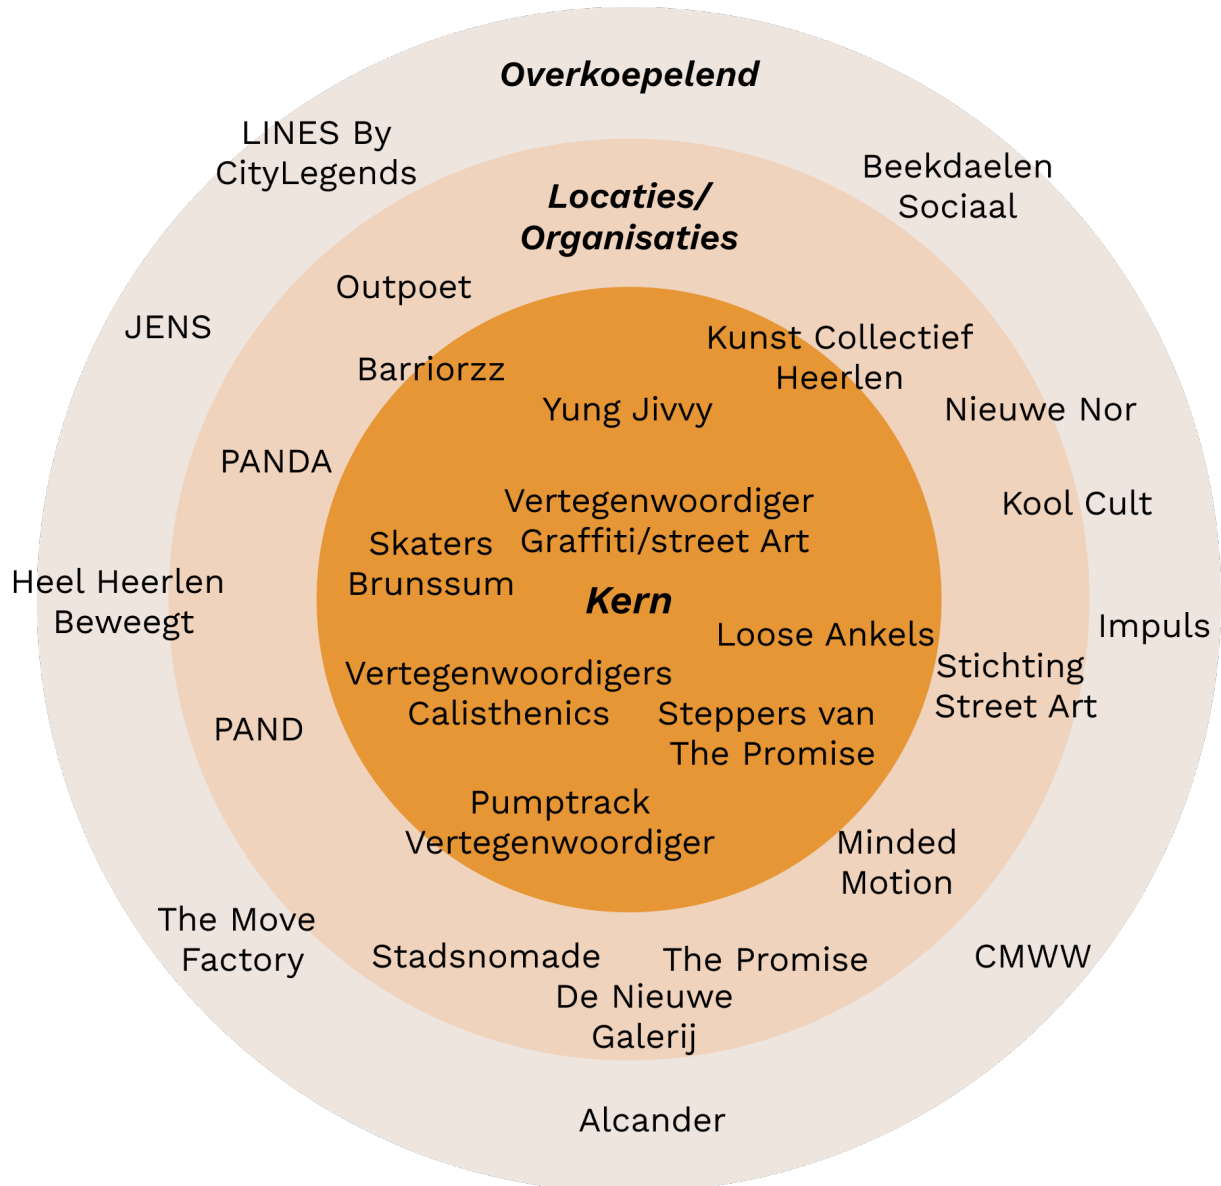 Overkoepelend
LINES By
CityLegends
Beekdaelen
Sociaal
Locaties/
Organisaties
Outpoet
JENS
Kunst Collectief
Heerlen
Barriorzz
Yung Jivvy
Nieuwe Nor
PANDA
Vertegenwoordiger
Graffiti/street Art
Kool Cult
Skaters
Brunssum
Heel Heerlen
Beweegt
Kern
Impuls
Loose Ankels
Stichting
Street Art
Vertegenwoordigers
Calisthenics
Steppers van
The Promise
PAND
Pumptrack
Vertegenwoordiger
Minded
Motion
The Move
Factory
Stadsnomade
The Promise
CMWW
De Nieuwe
Galerij
Alcander